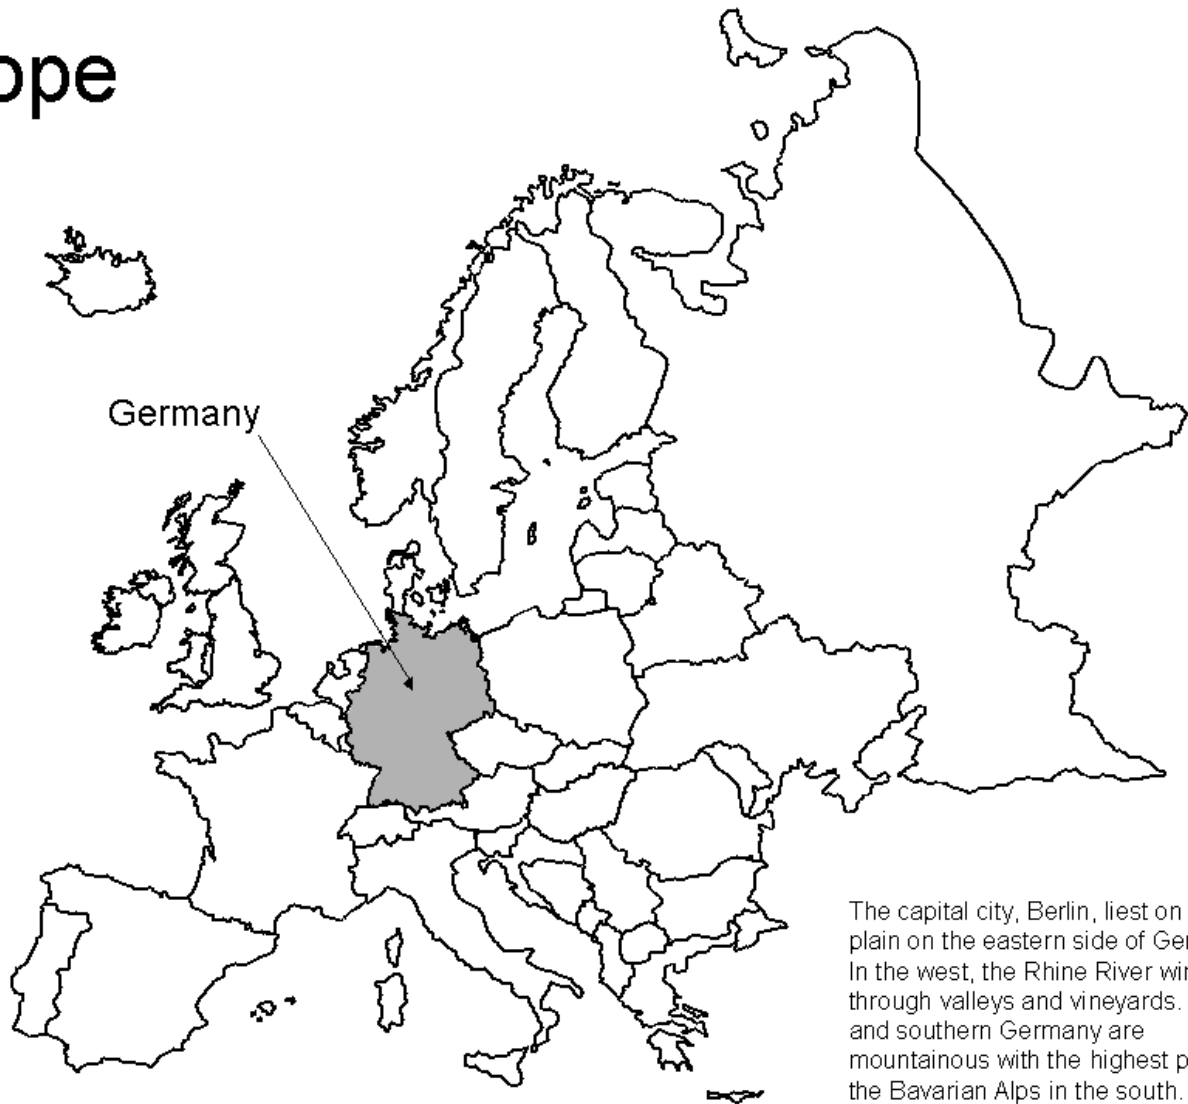 ope
Germany
The capital city, Berlin, liest on
plain on the eastern side of Ger
In the west, the Rhine River win
through valleys and vineyards.
and southern Germany are
mountainous with the highest p
the Bavarian Alps in the south.